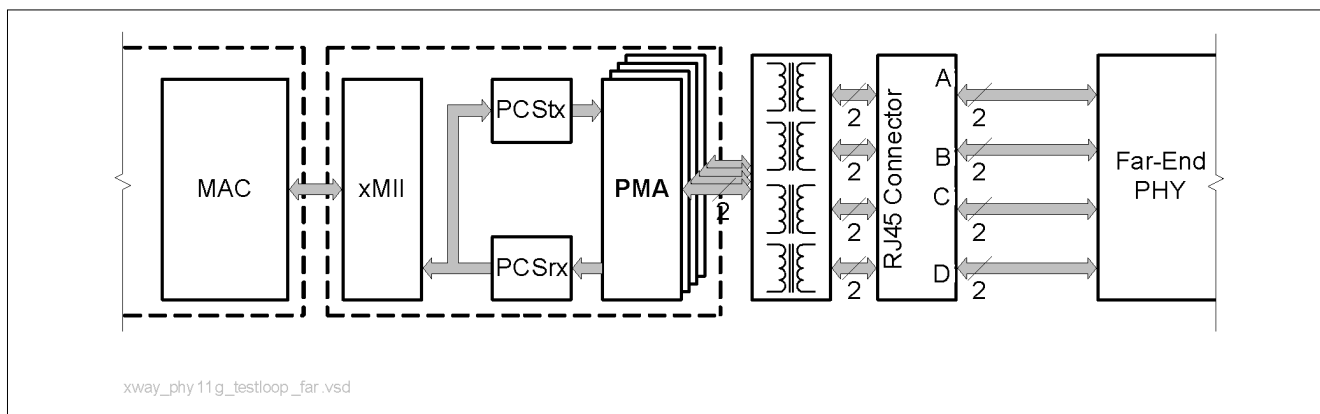 MAC
xMII
PCStx
PCSrx
PMA
2
2
2
2
2
RJ45 Connector
A
B
C
D
2
2
2
2
Far-End
PHY
xway_phy11g_testloop_far.vsd